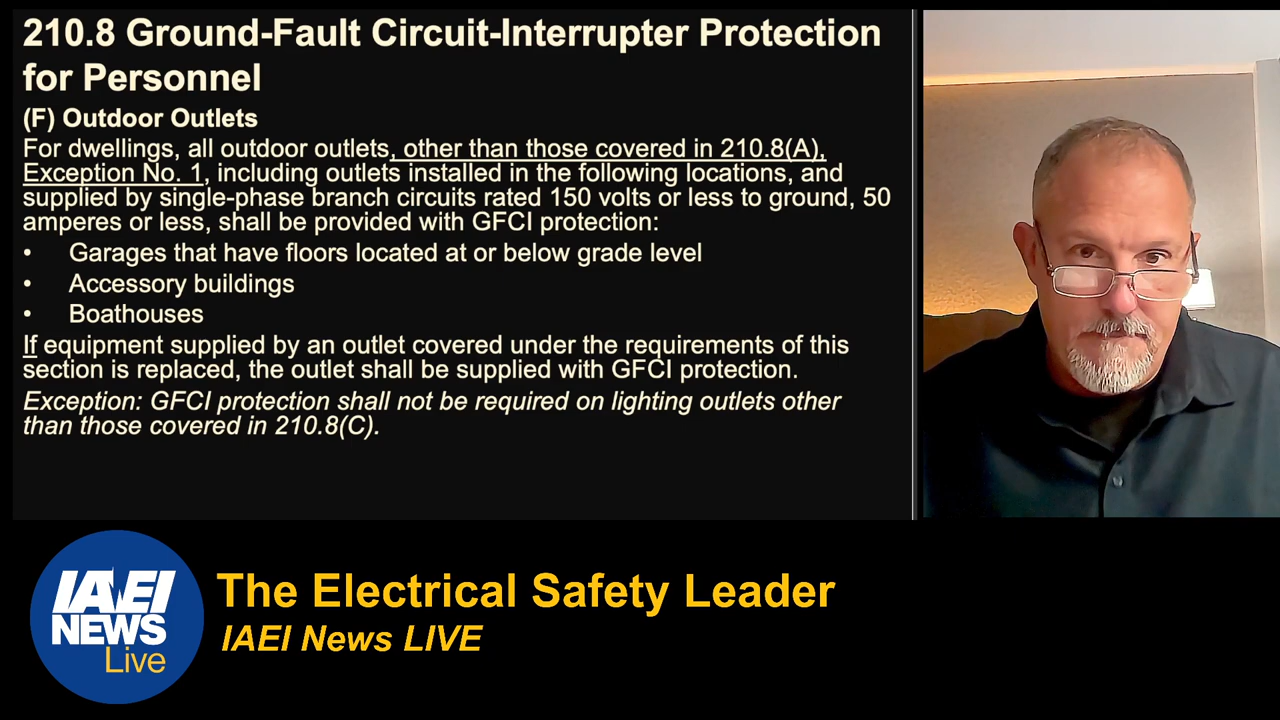 210.8 Ground-Fault Circuit-Interrupter Protection
for Personnel
(F) Outdoor Outlets
For dwellings, all outdoor outlets, other than those covered in 210.8(A),
Exception No. 1, including outlets installed in the following locations, and
supplied by single-phase branch circuits rated 150 volts or less to ground, 50
amperes or less, shall be provided with GFCI protection:
• Garages that have floors located at or below grade level
• Accessory buildings
• Boathouses
If equipment supplied by an outlet covered under the requirements of this
section is replaced, the outlet shall be supplied with GFCI protection.
Exception: GFCI protection shall not be required on lighting outlets other
than those covered in 210.8(C).
IAEI
NEWS
Live
The Electrical Safety Leader
IAEI News LIVE